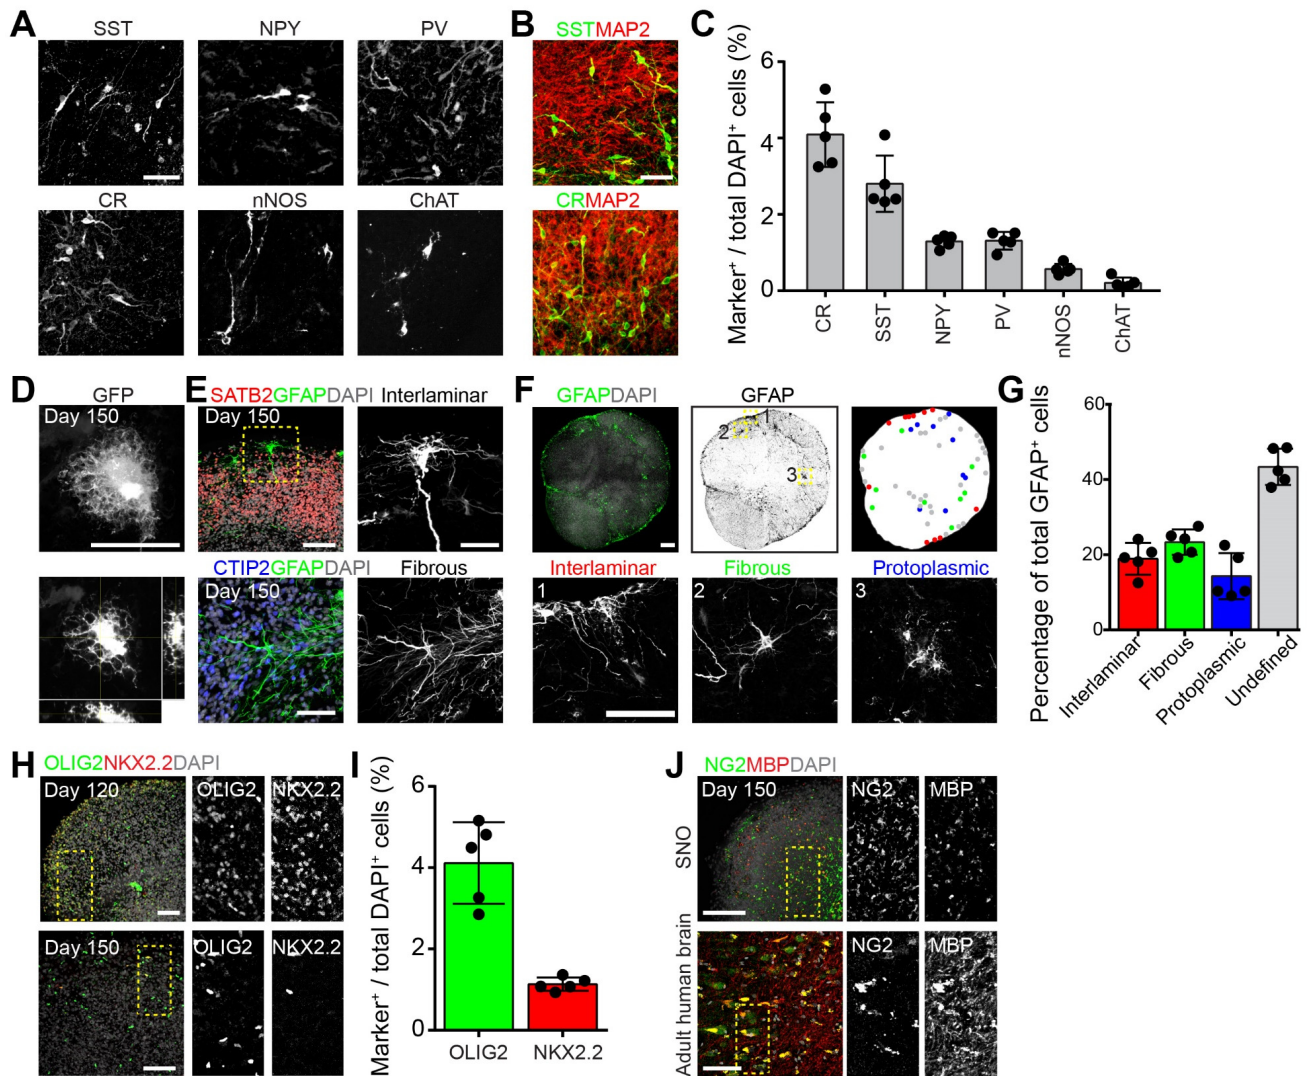 A
SST
NPY
PV
CR
nNOS
ChAT
B
SSTMAP2
CRMAP2
C
Marker+ / total DAPI+ cells (%)
6
4
2
0
CR
SST
NPY
PV
nNOS
ChAT
D
GFP
Day 150
E
SATB2GFAPDAPI
Interlaminar
Day 150
CTIP2GFAPDAPI
Fibrous
Day 150
F
GFAPDAPI
GFAP
1
2
3
Interlaminar
Fibrous
Protoplasmic
1
2
3
G
Percentage of total GFAP+ cells
60
40
20
0
Interlaminar
Fibrous
Protoplasmic
Undefined
H
OLIG2NKX2.2DAPI
Day 120
OLIG2
NKX2.2
Day 150
OLIG2
NKX2.2
I
Marker+ / total DAPI+ cells (%)
6
4
2
0
OLIG2
NKX2.2
J
NG2MBPDAPI
SNO
Day 150
NG2
MBP
Adult human brain
NG2
MBP